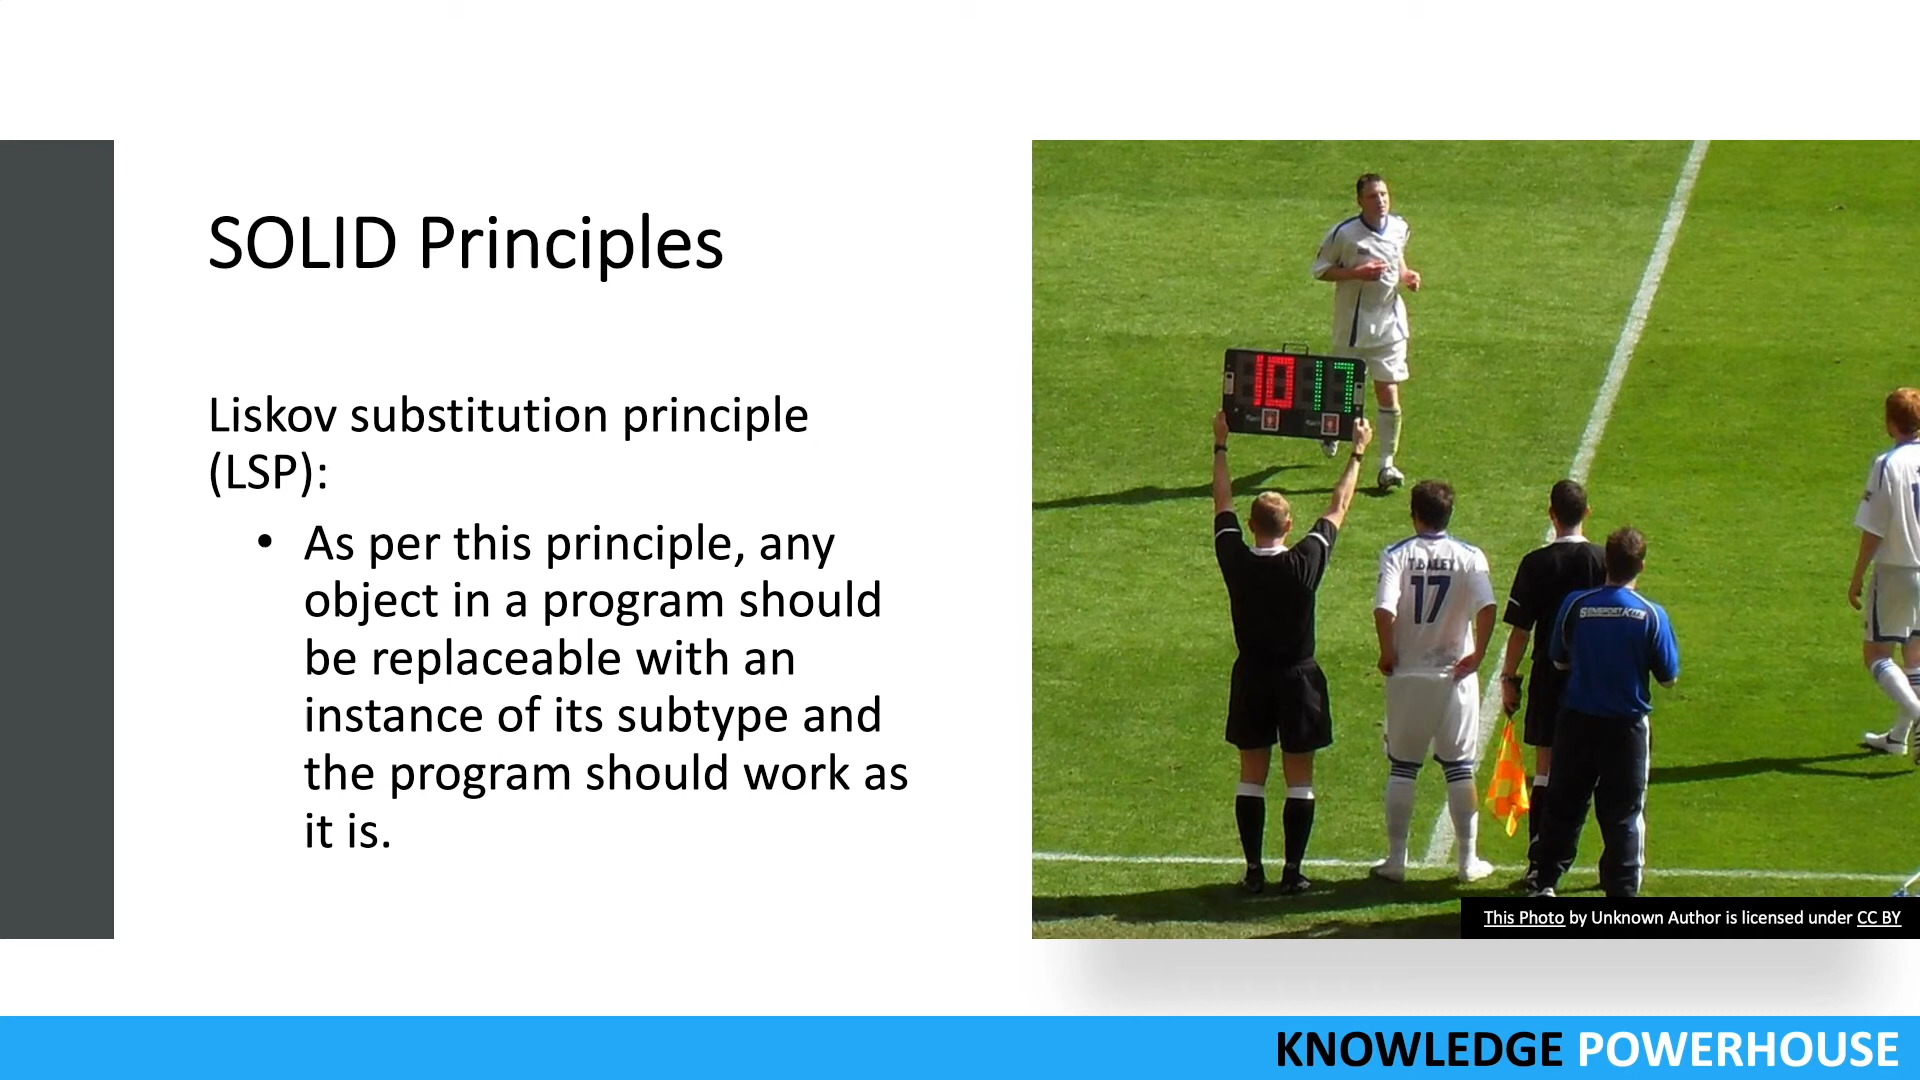 SOLID Principles
Liskov substitution principle
(LSP):
• As per this principle, any
object in a program should
be replaceable with an
instance of its subtype and
the program should work as
it is.
10 17
17
This Photo by Unknown Author is licensed under CC BY
KNOWLEDGE POWERHOUSE